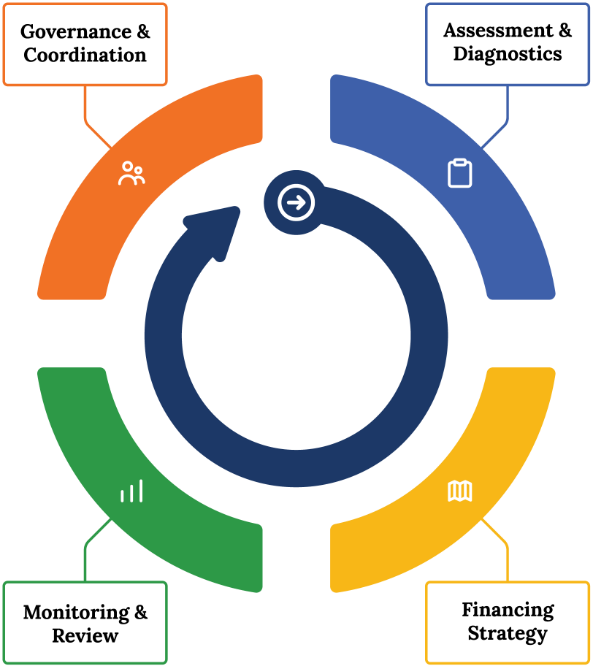 Governance &
Coordination
Assessment &
Diagnostics
Monitoring &
Review
Financing
Strategy